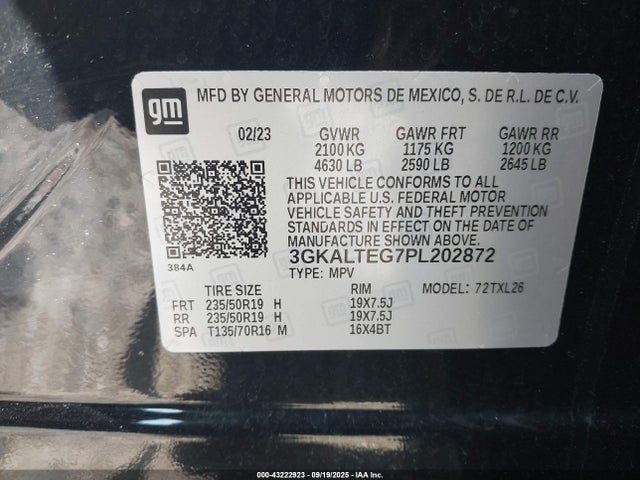 gm
MFD BY GENERAL MOTORS DE MEXICO, S. DE R.L. DE C.V.
02/23 GVWR GAWR FRT GAWR RR
2100 KG 1175 KG 1200 KG
4630 LB 2590 LB 2645 LB
THIS VEHICLE CONFORMS TO ALL
APPLICABLE U.S. FEDERAL MOTOR
VEHICLE SAFETY AND THEFT PREVENTION
STANDARDS IN EFFECT ON THE DATE OF
MANUFACTURE SHOWN ABOVE.
384A
3GKALTEG7PL202872
TYPE: MPV
TIRE SIZE RIM MODEL: 72TXL26
FRT 235/50R19 H 19X7.5J
RR 235/50R19 H 19X7.5J
SPA T135/70R16 M 16X4BT
000-43222923 - 09/19/2025 - IAA Inc.